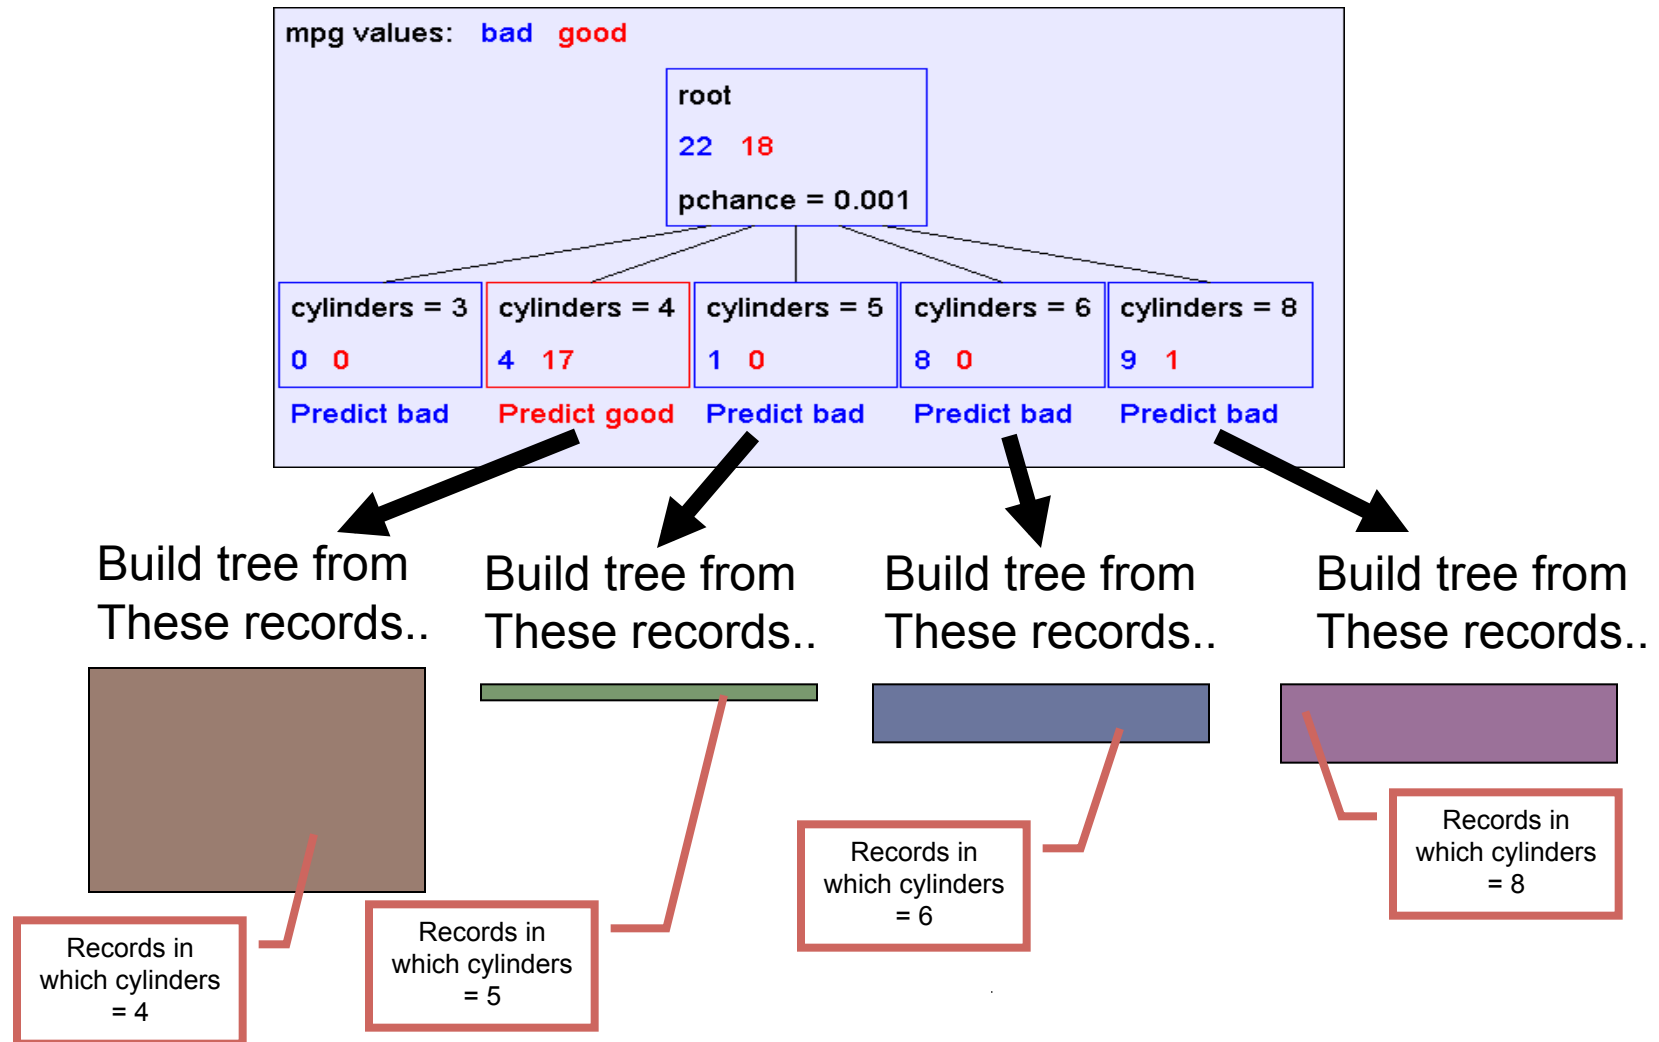 mpg values: bad good
root
22 18
pchance = 0.001
cylinders = 3
0 0
Predict bad
cylinders = 4
4 17
Predict good
cylinders = 5
1 0
Predict bad
cylinders = 6
8 0
Predict bad
cylinders = 8
9 1
Predict bad
Build tree from
These records..
Build tree from
These records..
Build tree from
These records..
Build tree from
These records..
Records in
which cylinders
= 4
Records in
which cylinders
= 5
Records in
which cylinders
= 6
Records in
which cylinders
= 8